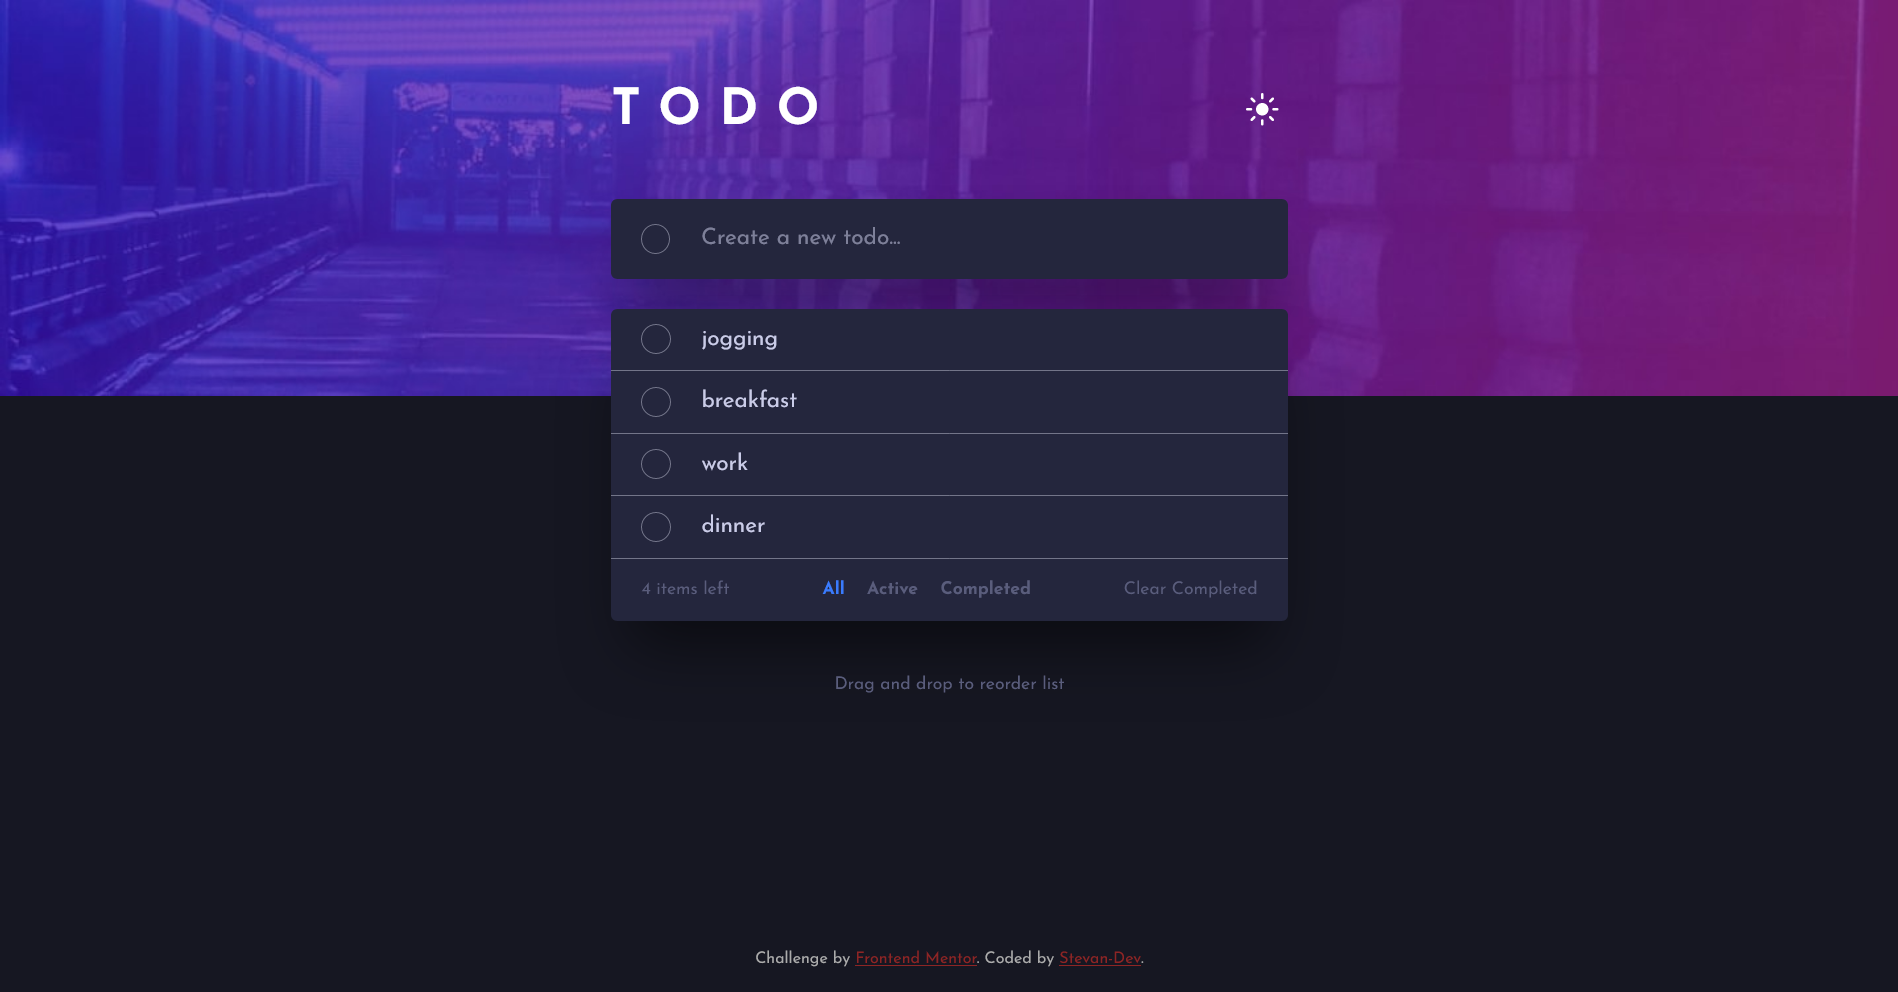 TODO
Create a new todo...
jogging
breakfast
work
dinner
4 items left All Active Completed Clear Completed
Drag and drop to reorder list
Challenge by Frontend Mentor. Coded by Stevan-Dev.